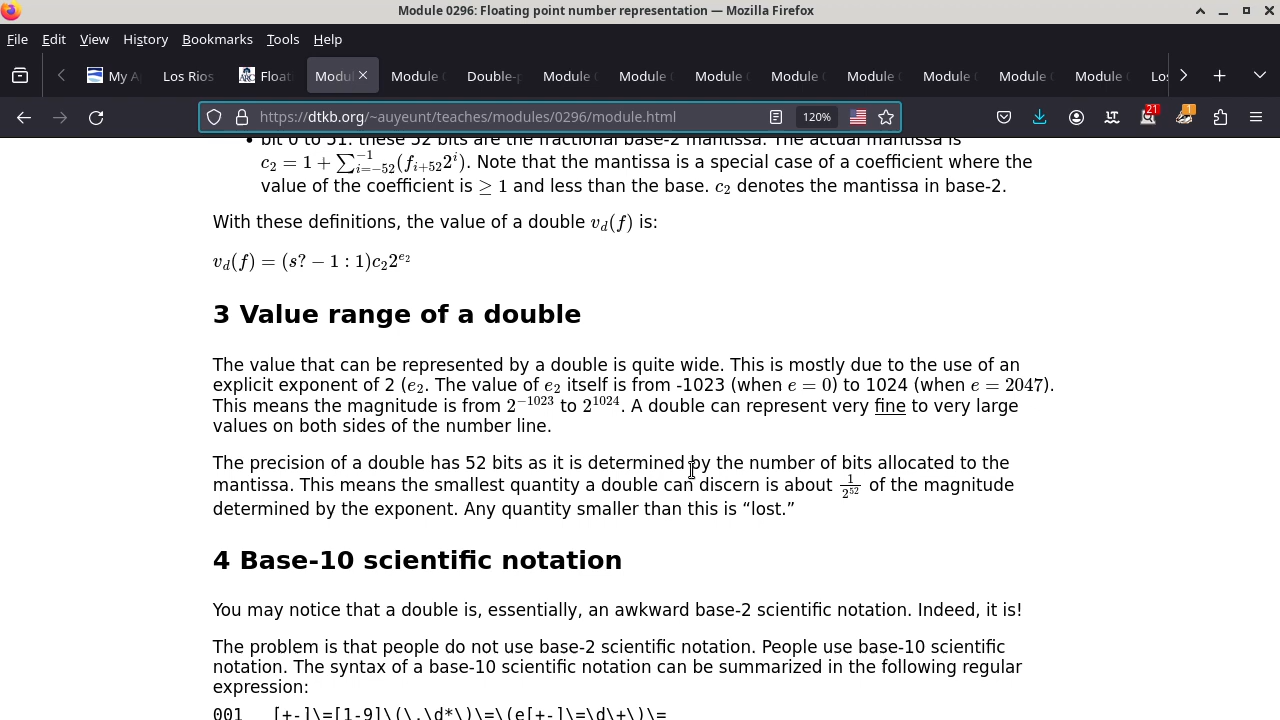 Module 0296: Floating point number representation — Mozilla Firefox
File Edit View History Bookmarks Tools Help
My A Los Rios Float Modul Module Double-p Module Module Module Module Module Module Module Module Los
https://dtkb.org/~auyeunt/teaches/modules/0296/module.html 120% 21 1
• bit 0 to 51: these 52 bits are the fractional base-2 mantissa. The actual mantissa is
c₂ = 1 + ∑_{i=−52}^{−1}(f_{i+52}2^i). Note that the mantissa is a special case of a coefficient where the
value of the coefficient is ≥ 1 and less than the base. c₂ denotes the mantissa in base-2.
With these definitions, the value of a double v_d(f) is:
v_d(f) = (s? − 1 : 1)c₂2^{e₂}
3 Value range of a double
The value that can be represented by a double is quite wide. This is mostly due to the use of an
explicit exponent of 2 (e₂. The value of e₂ itself is from -1023 (when e = 0) to 1024 (when e = 2047).
This means the magnitude is from 2^{−1023} to 2^{1024}. A double can represent very fine to very large
values on both sides of the number line.
The precision of a double has 52 bits as it is determined by the number of bits allocated to the
mantissa. This means the smallest quantity a double can discern is about 1/2^{52} of the magnitude
determined by the exponent. Any quantity smaller than this is “lost.”
4 Base-10 scientific notation
You may notice that a double is, essentially, an awkward base-2 scientific notation. Indeed, it is!
The problem is that people do not use base-2 scientific notation. People use base-10 scientific
notation. The syntax of a base-10 scientific notation can be summarized in the following regular
expression:
001 [+-]\=[1-9]\(\.\d*\)\=\(e[+-]\=\d\+\)\=